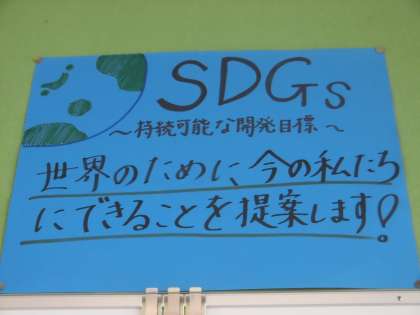 SDGs
～持続可能な開発目標～
世界のために今の私たち
にできることを提案します!